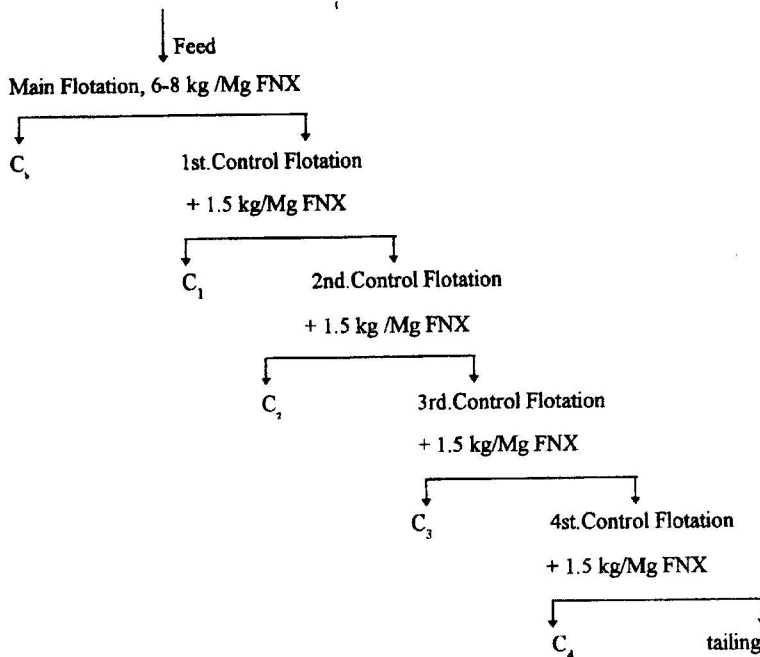 Feed
Main Flotation, 6-8 kg /Mg FNX
C
1st.Control Flotation
+ 1.5 kg/Mg FNX
C₁
2nd.Control Flotation
+ 1.5 kg /Mg FNX
C₂
3rd.Control Flotation
+ 1.5 kg/Mg FNX
C₃
4st.Control Flotation
+ 1.5 kg/Mg FNX
C₄
tailing